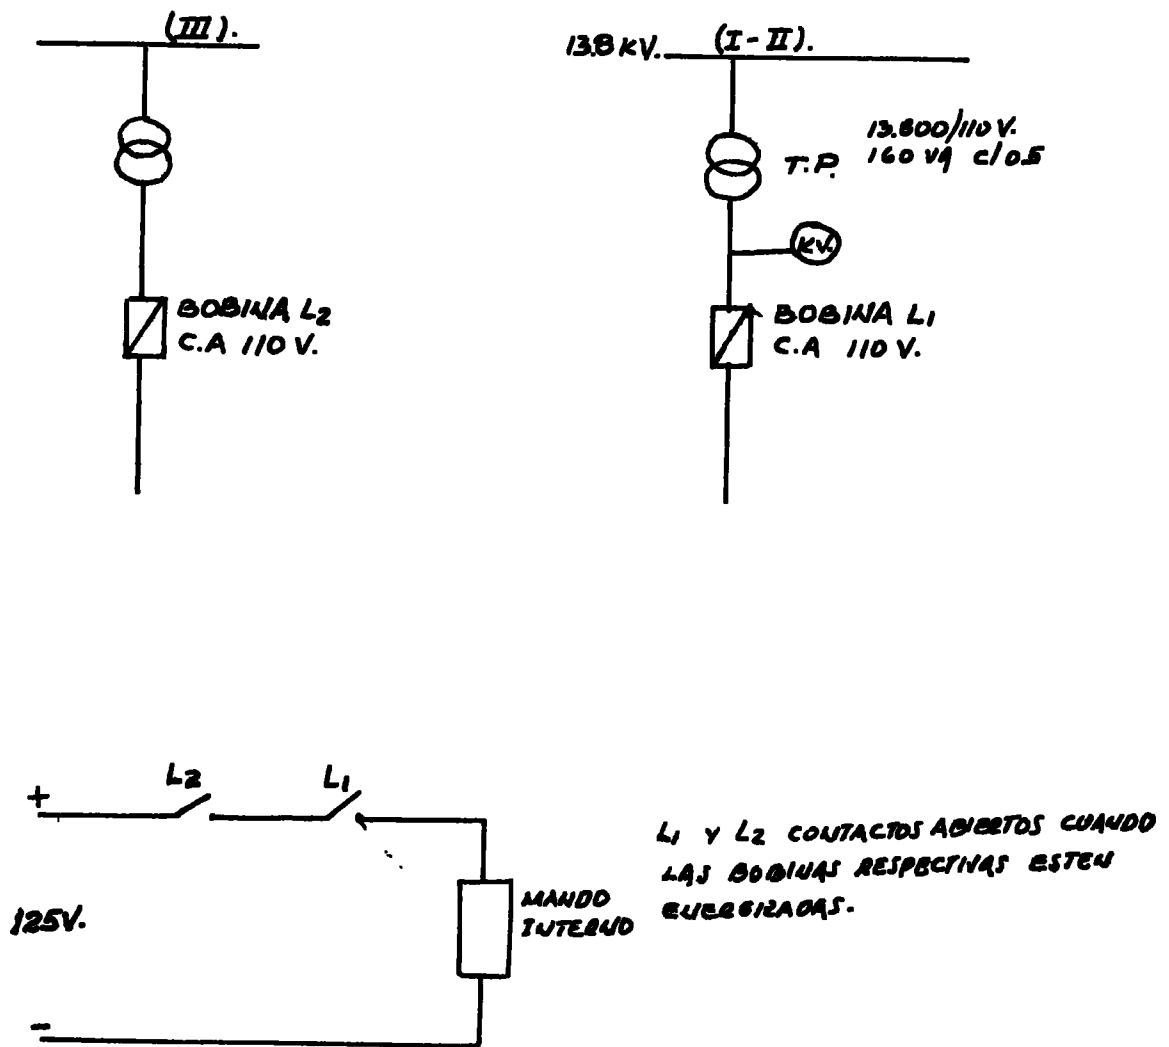 (III).
13.8 KV. (I-II).
13.800/110 V.
T.P. 160 VA c/0.5
KV.
BOBINA L2
C.A 110 V.
BOBINA L1
C.A 110 V.
+
L2
L1
125V.
MANDO
INTERNO
-
L1 Y L2 CONTACTOS ABIERTOS CUANDO
LAS BOBINAS RESPECTIVAS ESTEN
ENERGIZADAS.